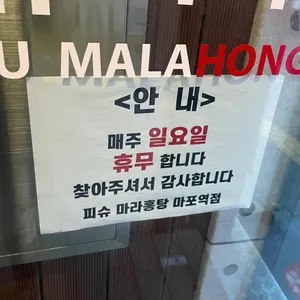 U MALAHONG
<안 내>
매주 일요일
휴무 합니다
찾아주셔서 감사합니다
피슈 마라홍탕 마포역점